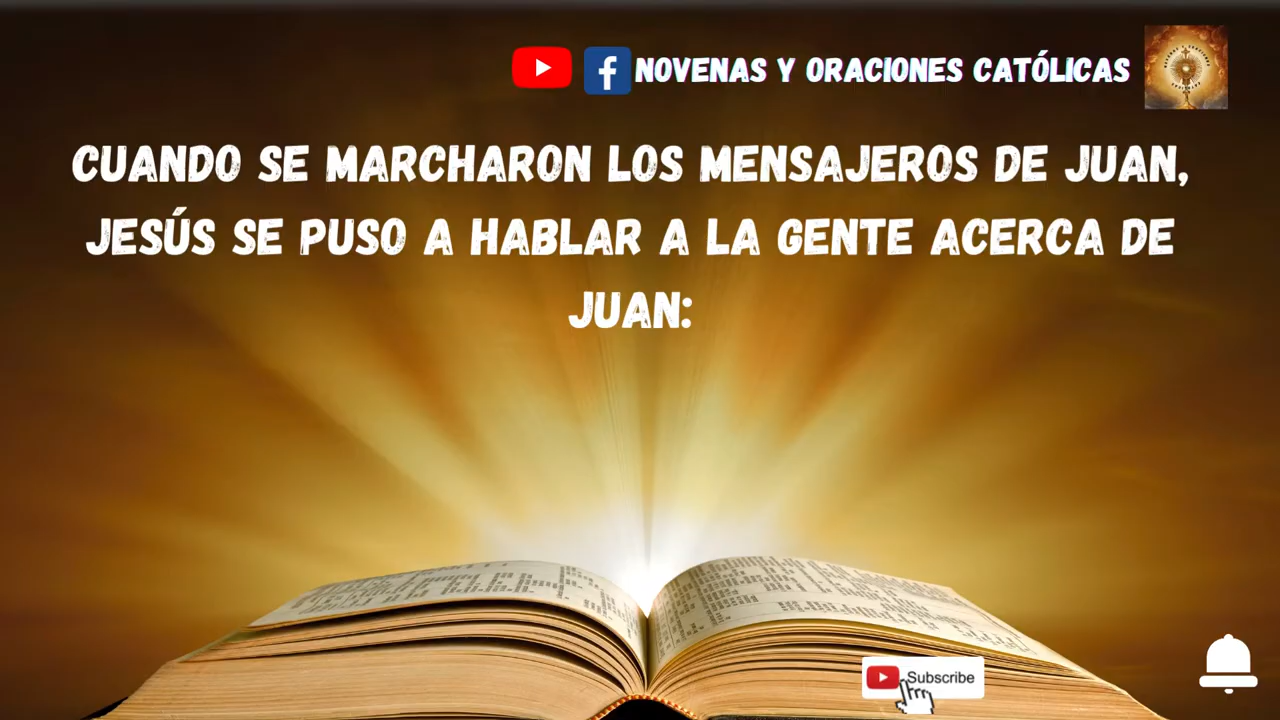 NOVENAS Y ORACIONES CATÓLICAS
CUANDO SE MARCHARON LOS MENSAJEROS DE JUAN,
JESÚS SE PUSO A HABLAR A LA GENTE ACERCA DE
JUAN:
Subscribe